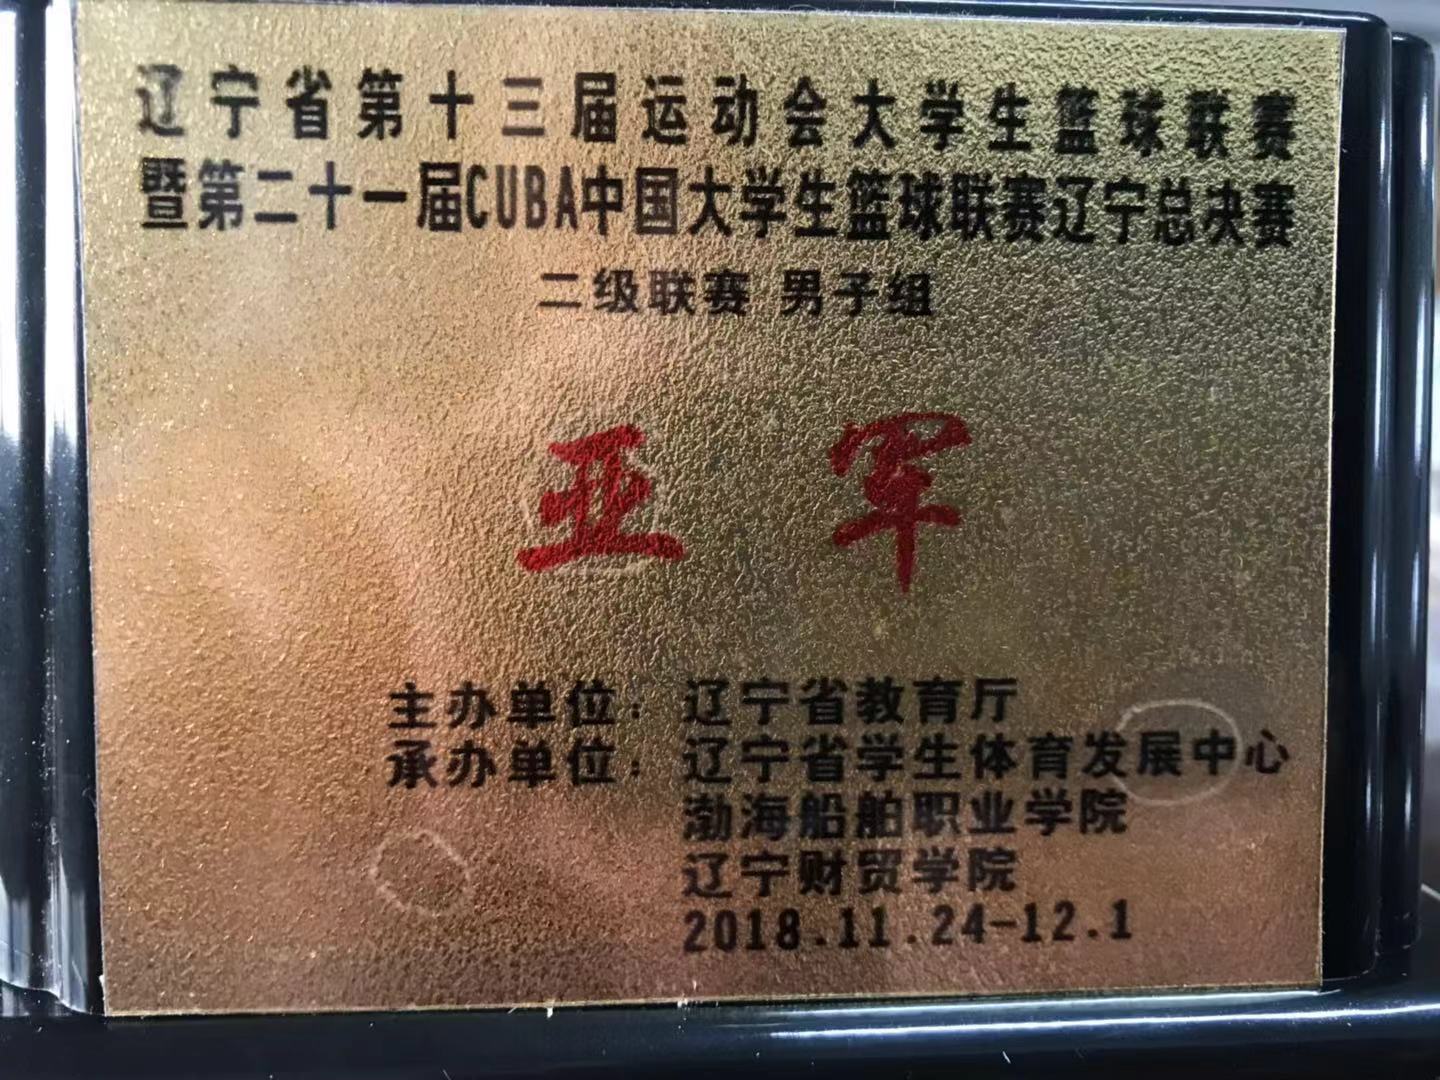 辽宁省第十三届运动会大学生篮球联赛
暨第二十一届CUBA中国大学生篮球联赛辽宁总决赛
二级联赛 男子组
亚军
主办单位：辽宁省教育厅
承办单位：辽宁省学生体育发展中心
渤海船舶职业学院
辽宁财贸学院
2018.11.24-12.1